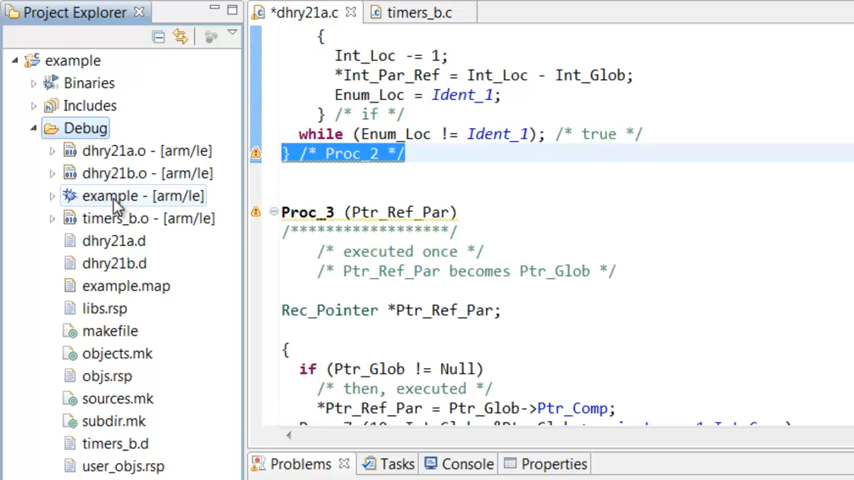 Project Explorer
example
Binaries
Includes
Debug
dhry21a.o - [arm/le]
dhry21b.o - [arm/le]
example - [arm/le]
timers_b.o - [arm/le]
dhry21a.d
dhry21b.d
example.map
libs.rsp
makefile
objects.mk
objs.rsp
sources.mk
subdir.mk
timers_b.d
user_objs.rsp
*dhry21a.c
timers_b.c
{
Int_Loc -= 1;
*Int_Par_Ref = Int_Loc - Int_Glob;
Enum_Loc = Ident_1;
} /* if */
while (Enum_Loc != Ident_1); /* true */
} /* Proc_2 */
Proc_3 (Ptr_Ref_Par)
/******************/
/* executed once */
/* Ptr_Ref_Par becomes Ptr_Glob */
Rec_Pointer *Ptr_Ref_Par;
{
if (Ptr_Glob != Null)
/* then, executed */
*Ptr_Ref_Par = Ptr_Glob->Ptr_Comp;
Problems
Tasks
Console
Properties